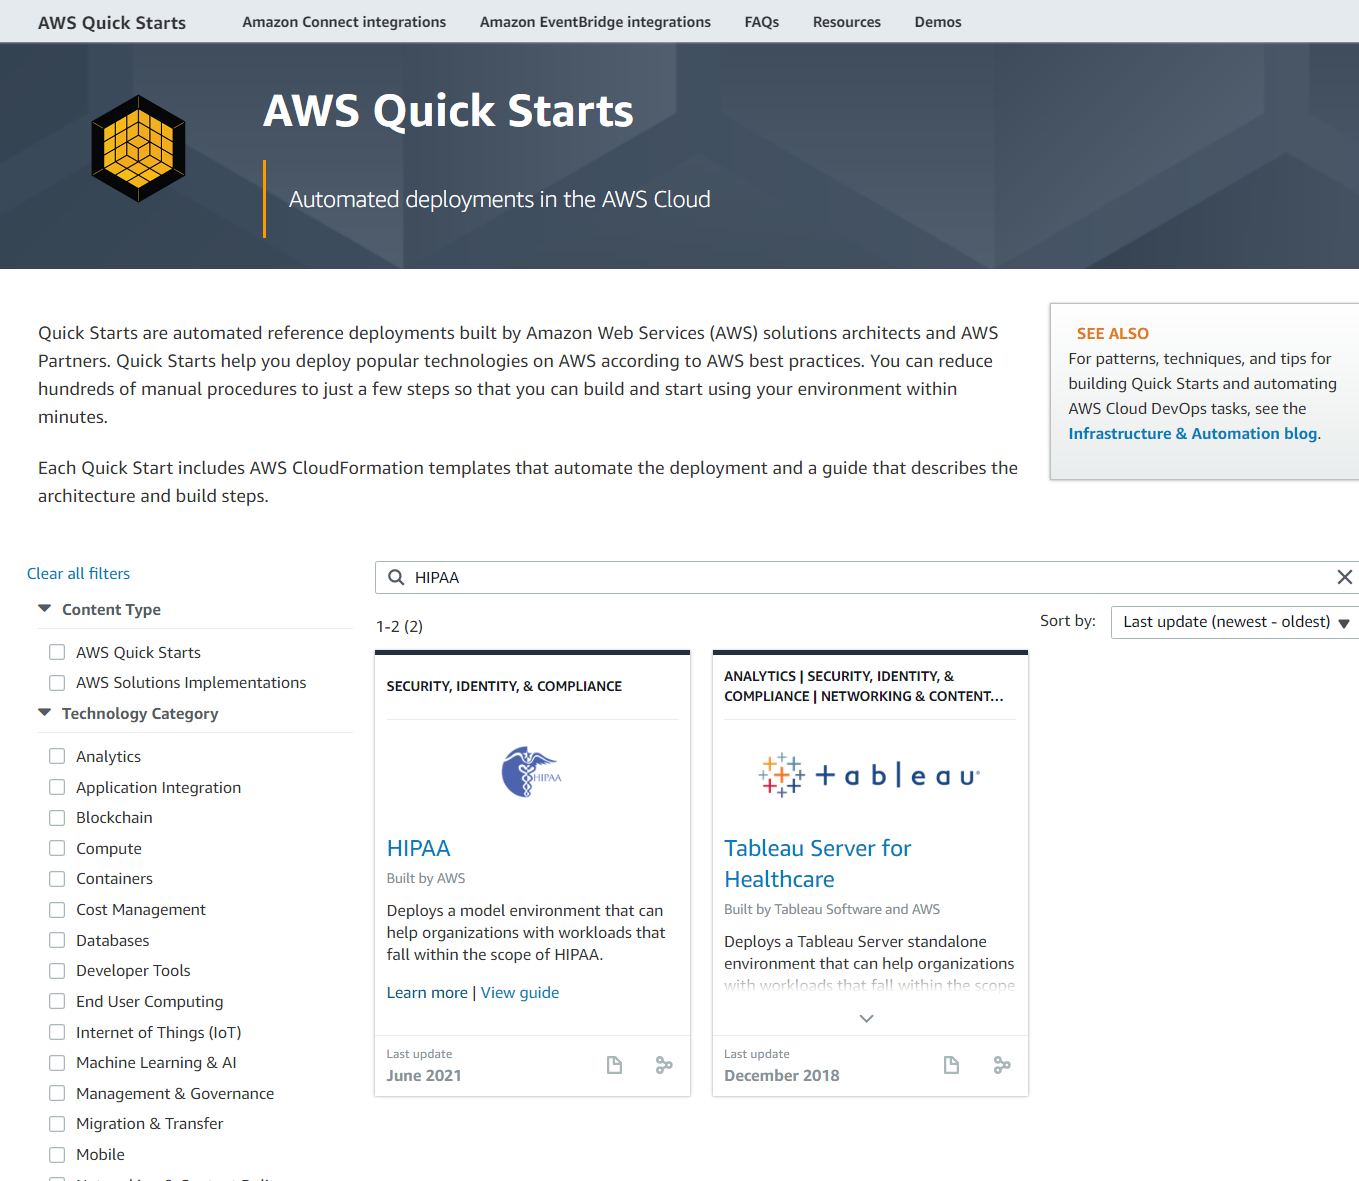 AWS Quick Starts
Amazon Connect integrations
Amazon EventBridge integrations
FAQs
Resources
Demos
AWS Quick Starts
Automated deployments in the AWS Cloud
Quick Starts are automated reference deployments built by Amazon Web Services (AWS) solutions architects and AWS
Partners. Quick Starts help you deploy popular technologies on AWS according to AWS best practices. You can reduce
hundreds of manual procedures to just a few steps so that you can build and start using your environment within
minutes.
Each Quick Start includes AWS CloudFormation templates that automate the deployment and a guide that describes the
architecture and build steps.
SEE ALSO
For patterns, techniques, and tips for
building Quick Starts and automating
AWS Cloud DevOps tasks, see the
Infrastructure & Automation blog.
Clear all filters
Content Type
AWS Quick Starts
AWS Solutions Implementations
Technology Category
Analytics
Application Integration
Blockchain
Compute
Containers
Cost Management
Databases
Developer Tools
End User Computing
Internet of Things (IoT)
Machine Learning & AI
Management & Governance
Migration & Transfer
Mobile
HIPAA
1-2 (2)
Sort by:
Last update (newest - oldest)
SECURITY, IDENTITY, & COMPLIANCE
HIPAA
HIPAA
Built by AWS
Deploys a model environment that can
help organizations with workloads that
fall within the scope of HIPAA.
Learn more | View guide
Last update
June 2021
ANALYTICS | SECURITY, IDENTITY, &
COMPLIANCE | NETWORKING & CONTENT...
+ableau®
Tableau Server for
Healthcare
Built by Tableau Software and AWS
Deploys a Tableau Server standalone
environment that can help organizations
with workloads that fall within the scope
Last update
December 2018